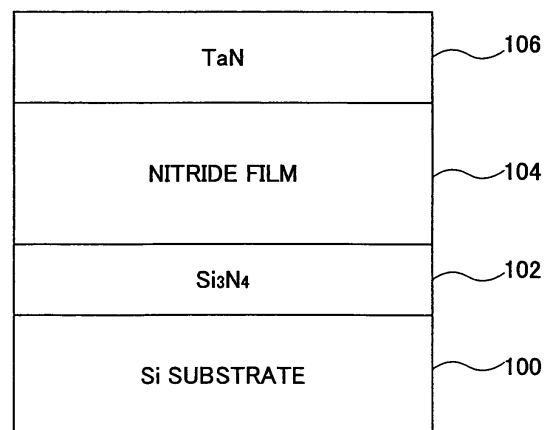 TaN 106
NITRIDE FILM 104
Si3N4 102
Si SUBSTRATE 100